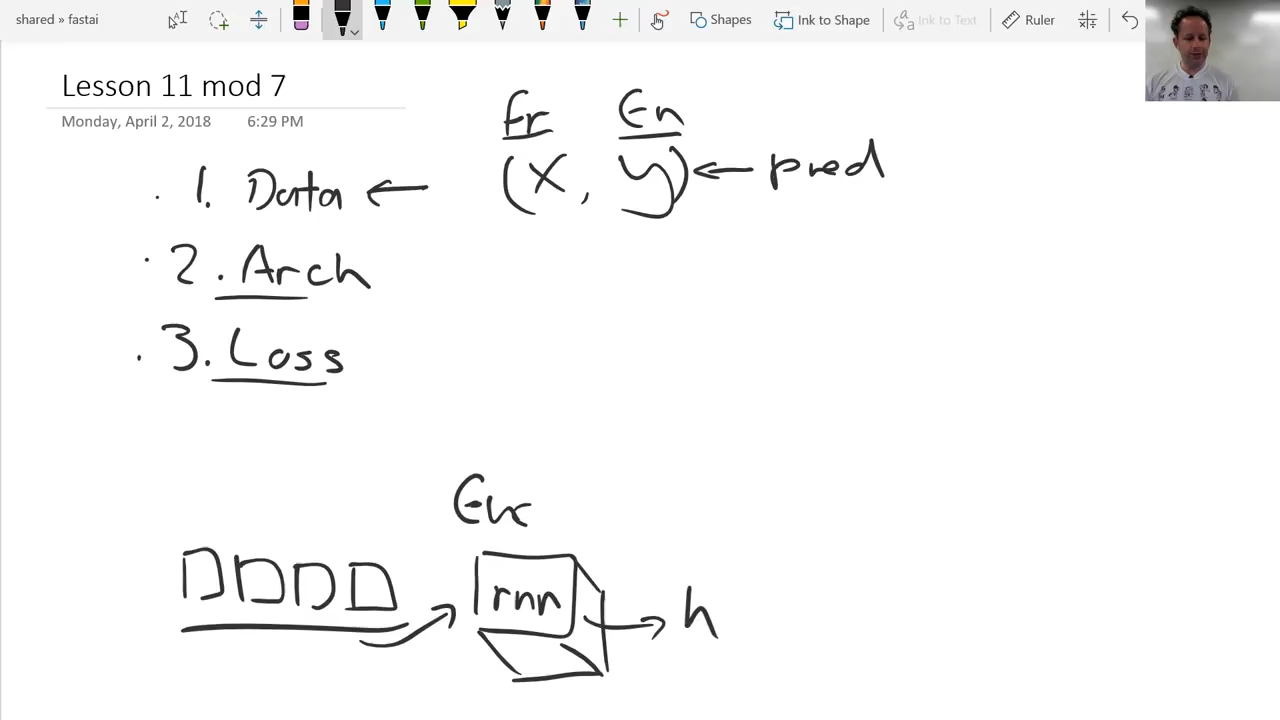 shared » fastai
Shapes
Ink to Shape
Ink to Text
Ruler
Lesson 11 mod 7
Monday, April 2, 2018 6:29 PM
Fr En
(x, y) ← pred
1. Data ←
2. Arch
3. Loss
Enc
rnn → h